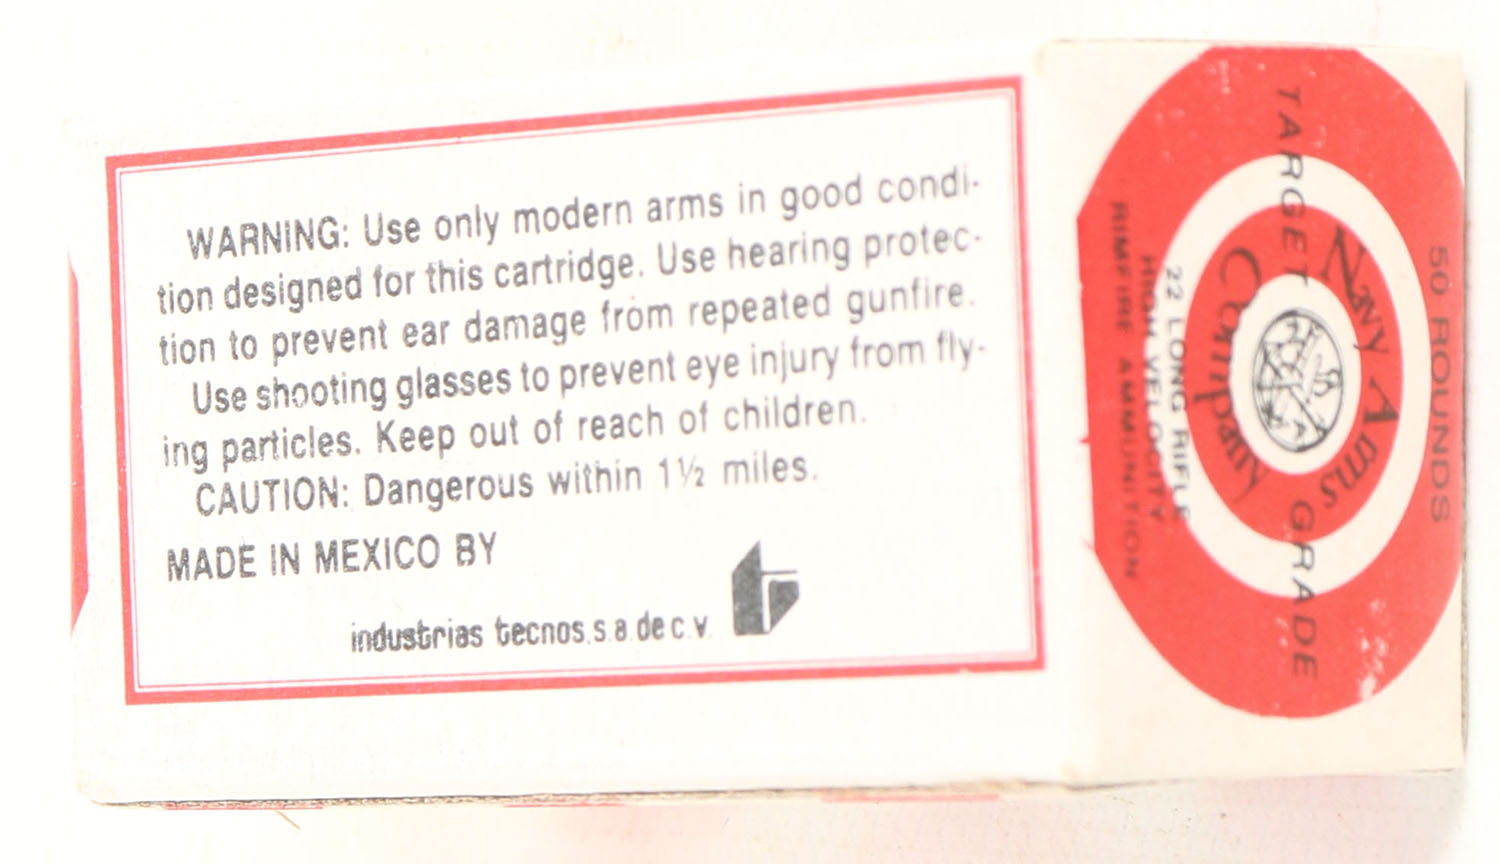 WARNING: Use only modern arms in good condi-
tion designed for this cartridge. Use hearing protec-
tion to prevent ear damage from repeated gunfire.
Use shooting glasses to prevent eye injury from fly-
ing particles. Keep out of reach of children.
CAUTION: Dangerous within 1½ miles.
MADE IN MEXICO BY
industrias tecnos, s.a. de c.v.
50 ROUNDS
Navy Arms
TARGET GRADE
Company
22 LONG RIFLE
HIGH VELOCITY
RIMFIRE AMMUNITION